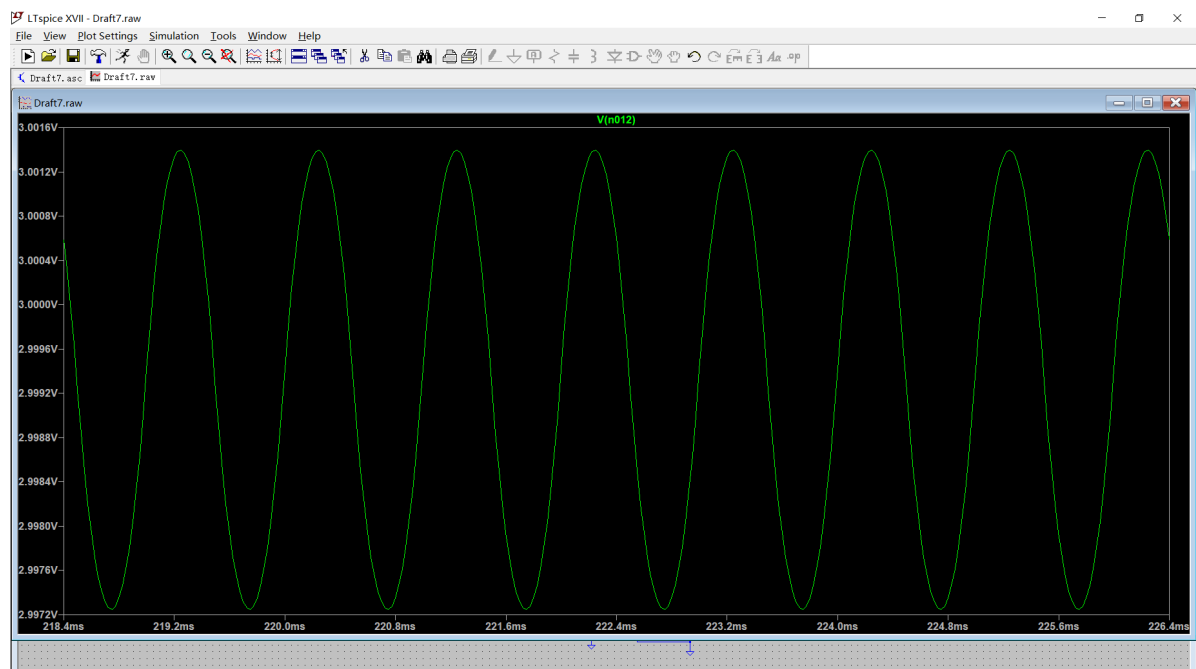 LTspice XVII - Draft7.raw
File View Plot Settings Simulation Tools Window Help
Draft7.asc Draft7.raw
Draft7.raw
V(n012)
3.0016V
3.0012V
3.0008V
3.0004V
3.0000V
2.9996V
2.9992V
2.9988V
2.9984V
2.9980V
2.9976V
2.9972V
218.4ms 219.2ms 220.0ms 220.8ms 221.6ms 222.4ms 223.2ms 224.0ms 224.8ms 225.6ms 226.4ms